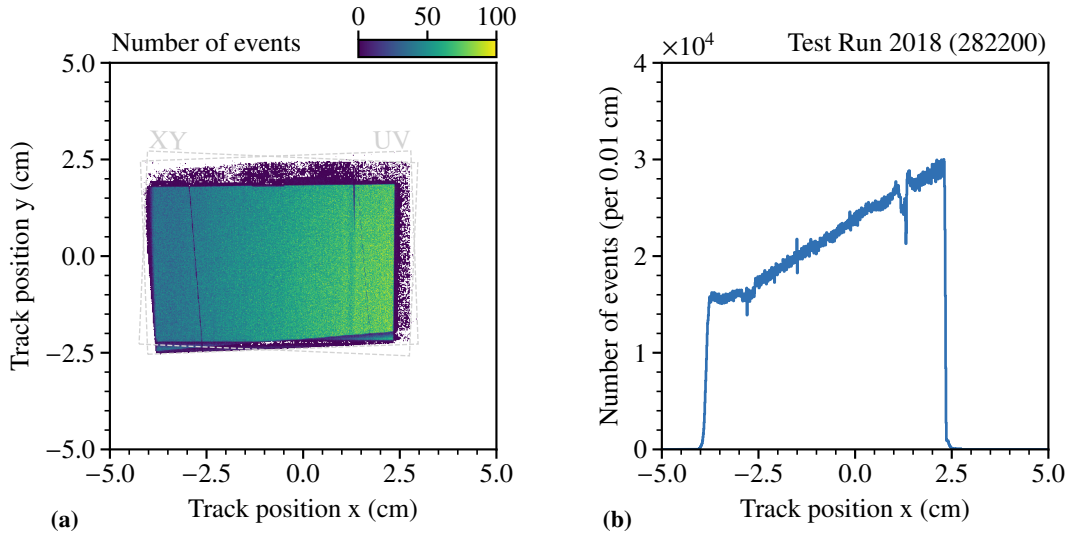 0 50 100
Number of events
XY UV
5.0
2.5
0.0
−2.5
−5.0
−5.0 −2.5 0.0 2.5 5.0
Track position y (cm)
Track position x (cm)
(a)
×10⁴ Test Run 2018 (282200)
4
3
2
1
0
−5.0 −2.5 0.0 2.5 5.0
Number of events (per 0.01 cm)
Track position x (cm)
(b)